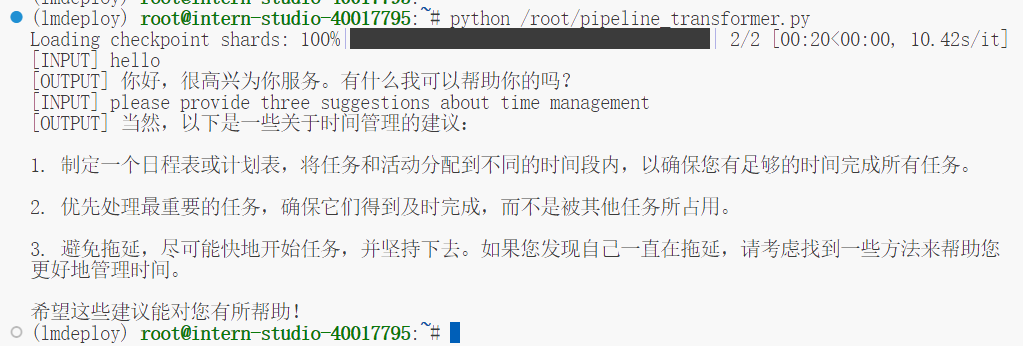 (lmdeploy) root@intern-studio-40017795:~# python /root/pipeline_transformer.py
Loading checkpoint shards: 100%| | 2/2 [00:20<00:00, 10.42s/it]
[INPUT] hello
[OUTPUT] 你好，很高兴为你服务。有什么我可以帮助你的吗？
[INPUT] please provide three suggestions about time management
[OUTPUT] 当然，以下是一些关于时间管理的建议：
1. 制定一个日程表或计划表，将任务和活动分配到不同的时间段内，以确保您有足够的时间完成所有任务。
2. 优先处理最重要的任务，确保它们得到及时完成，而不是被其他任务所占用。
3. 避免拖延，尽可能快地开始任务，并坚持下去。如果您发现自己一直在拖延，请考虑找到一些方法来帮助您
更好地管理时间。
希望这些建议能对您有所帮助！
(lmdeploy) root@intern-studio-40017795:~#